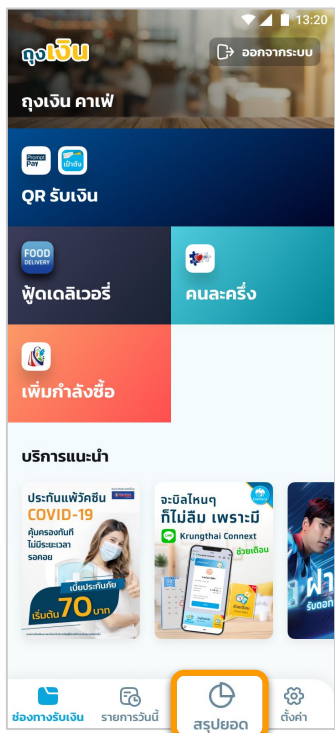 13:20
ถุงเงิน
ออกจากระบบ
ถุงเงิน คาเฟ่
Prompt
Pay
เป๋าตัง
QR รับเงิน
FOOD
DELIVERY
ฟู้ดเดลิเวอรี่
คนละครึ่ง
เพิ่มกำลังซื้อ
บริการแนะนำ
ประกันแพ้วัคซีน
COVID-19
คุ้มครองทันที
ไม่มีระยะเวลา
รอคอย
เบี้ยประกันภัย
เริ่มต้น 70 บาท
จะบิลไหนๆ
ก็ไม่ลืม เพราะมี
Krungthai Connext
ช่วยเตือน
ฝา
รับดอก
ช่องทางรับเงิน
รายการวันนี้
สรุปยอด
ตั้งค่า